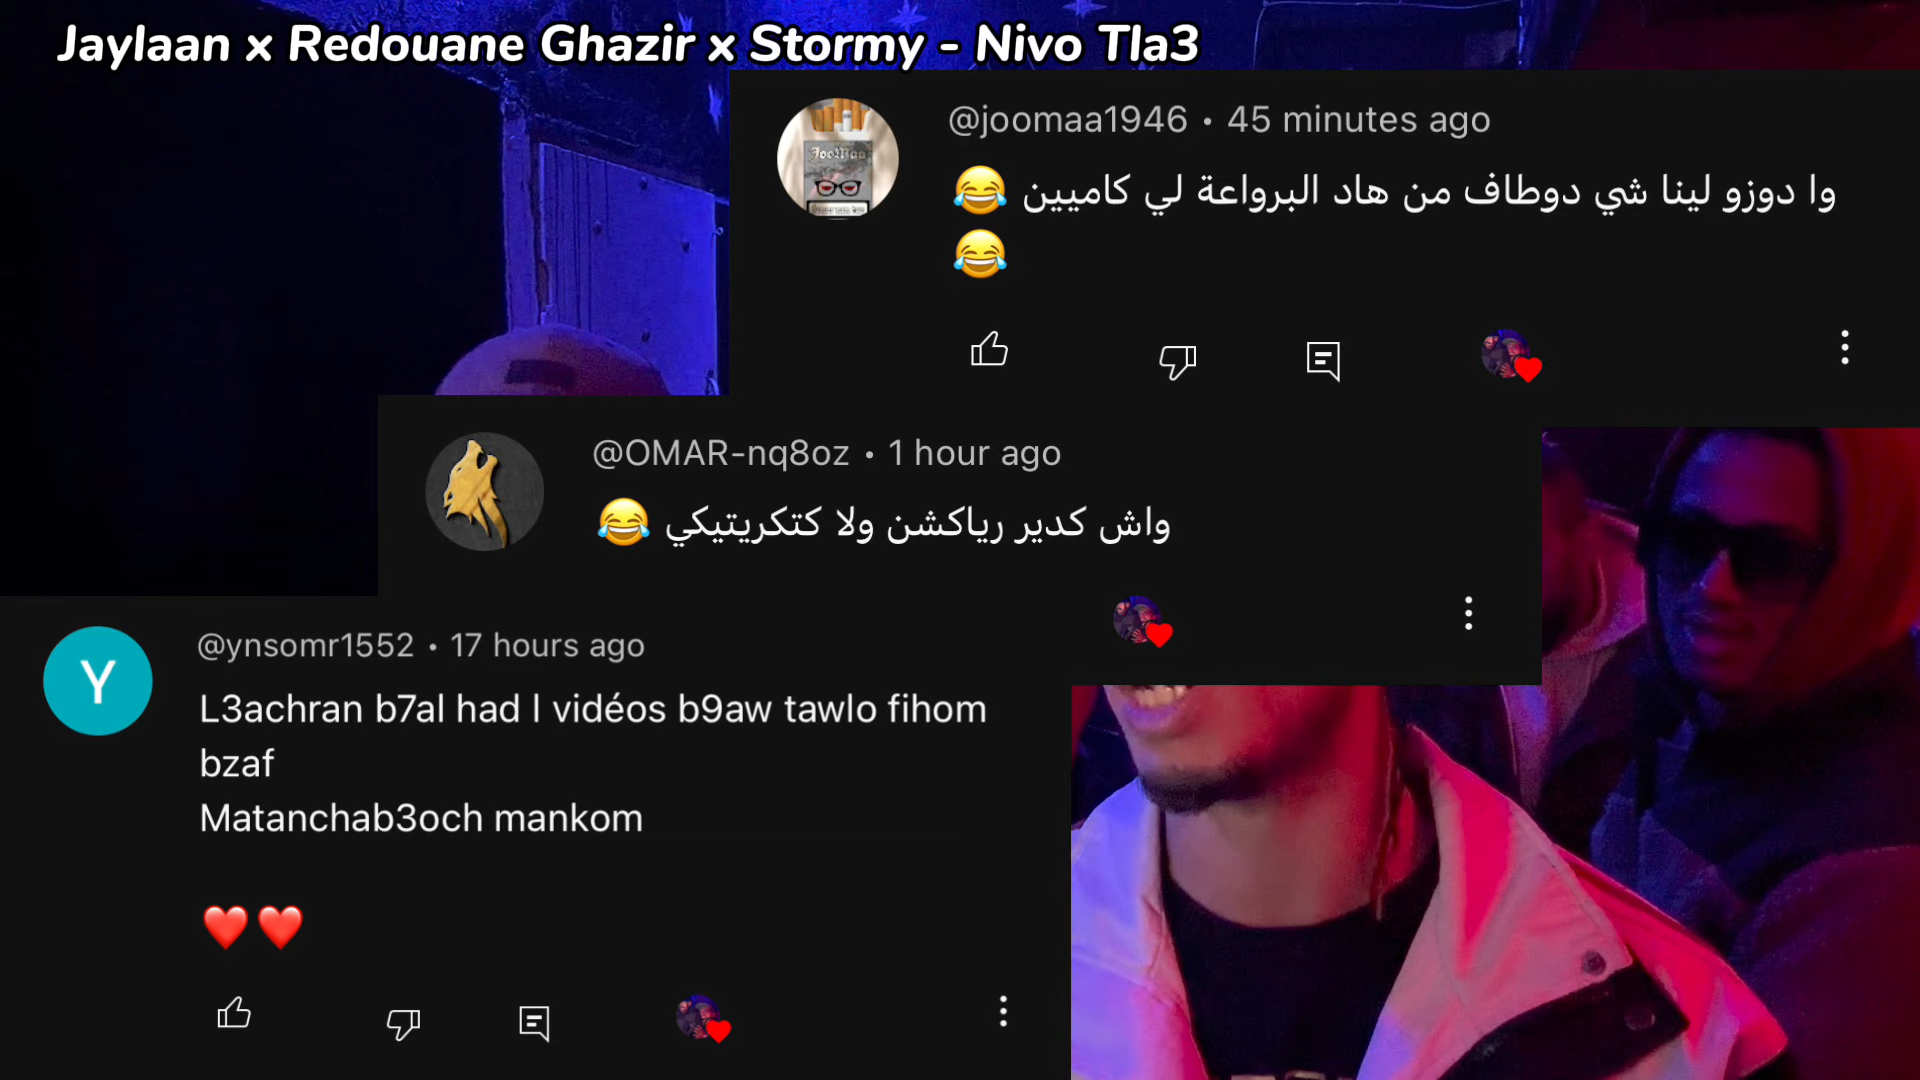 Jaylaan x Redouane Ghazir x Stormy - Nivo Tla3
JooMaa
@joomaa1946 • 45 minutes ago
وا دوزو لينا شي دوطاف من هاد البرواعة لي كاميين 😂
😂
@OMAR-nq8oz • 1 hour ago
واش كدير رياكشن ولا كتكريتيكي 😂
Y
@ynsomr1552 • 17 hours ago
L3achran b7al had l vidéos b9aw tawlo fihom
bzaf
Matanchab3och mankom
❤️❤️